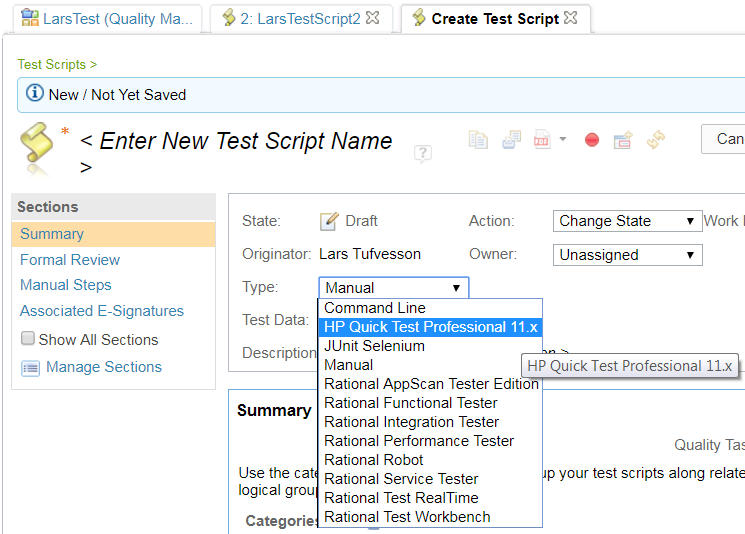 LarsTest (Quality Ma...
2: LarsTestScript2
Create Test Script
Test Scripts >
New / Not Yet Saved
* < Enter New Test Script Name
>
?
Can
Sections
Summary
Formal Review
Manual Steps
Associated E-Signatures
Show All Sections
Manage Sections
State: Draft Action: Change State Work
Originator: Lars Tufvesson Owner: Unassigned
Type: Manual
Test Data:
Description
Command Line
HP Quick Test Professional 11.x
JUnit Selenium
Manual
Rational AppScan Tester Edition
Rational Functional Tester
Rational Integration Tester
Rational Performance Tester
Rational Robot
Rational Service Tester
Rational Test RealTime
Rational Test Workbench
HP Quick Test Professional 11.x
Summary
Quality Tas
Use the cate up your test scripts along relate
logical group
Categories